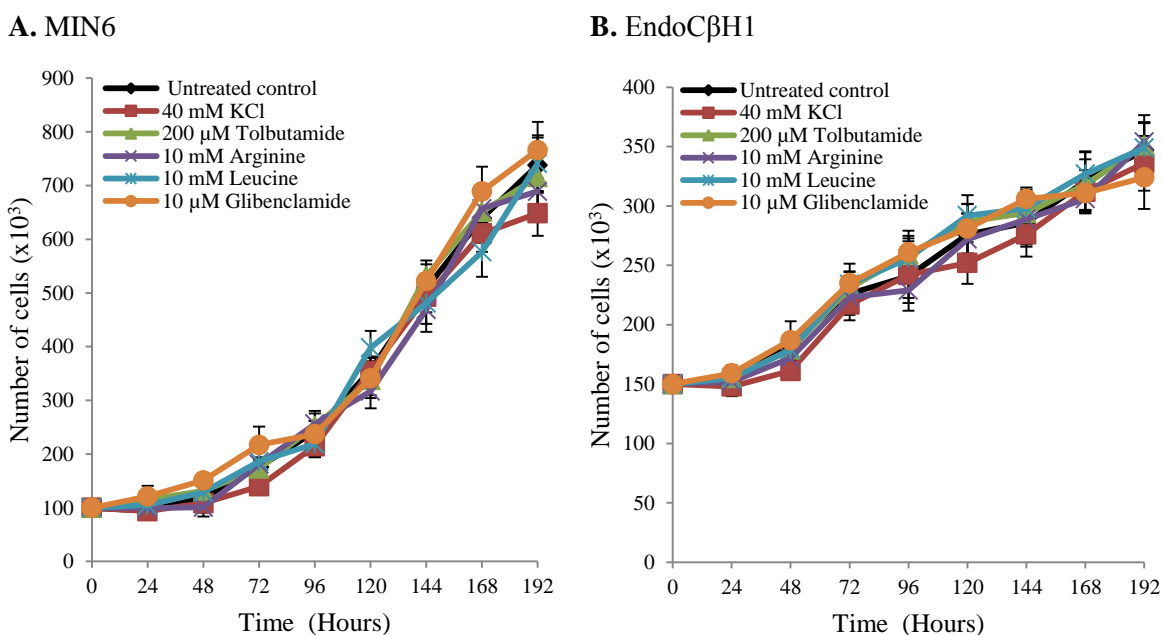 A. MIN6
900
800
700
600
500
400
300
200
100
0
Number of cells (x10³)
Untreated control
40 mM KCl
200 µM Tolbutamide
10 mM Arginine
10 mM Leucine
10 µM Glibenclamide
0 24 48 72 96 120 144 168 192
Time (Hours)
B. EndoCβH1
400
350
300
250
200
150
100
50
0
Number of cells (x10³)
Untreated control
40 mM KCl
200 µM Tolbutamide
10 mM Arginine
10 mM Leucine
10 µM Glibenclamide
0 24 48 72 96 120 144 168 192
Time (Hours)